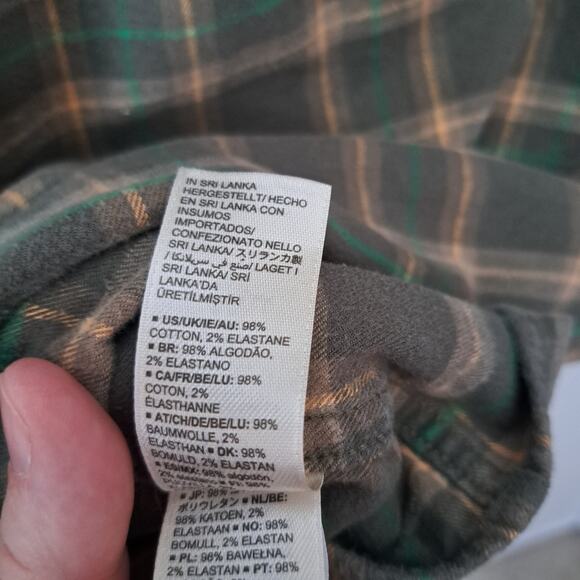 IN SRI LANKA
HERGESTELLT/ HECHO
EN SRI LANKA CON
INSUMOS
IMPORTADOS/
CONFEZIONATO NELLO
SRI LANKA/ スリランカ製
/ صنع في سريلانكا/ LAGET I
SRI LANKA/ SRİ
LANKA'DA
ÜRETİLMİŞTİR
▪ US/UK/IE/AU: 98%
COTTON, 2% ELASTANE
▪ BR: 98% ALGODÃO,
2% ELASTANO
▪ CA/FR/BE/LU: 98%
COTON, 2%
ÉLASTHANNE
▪ AT/CH/DE/BE/LU: 98%
BAUMWOLLE, 2%
ELASTHAN ▪ DK: 98%
BOMULD, 2% ELASTAN
▪ ES/MX: 98% algodón,
▪ JP: 98%
ポリウレタン ▪ NL/BE:
98% KATOEN, 2%
ELASTAAN ▪ NO: 98%
BOMULL, 2% ELASTAN
▪ PL: 98% BAWEŁNA,
2% ELASTAN ▪ PT: 98%